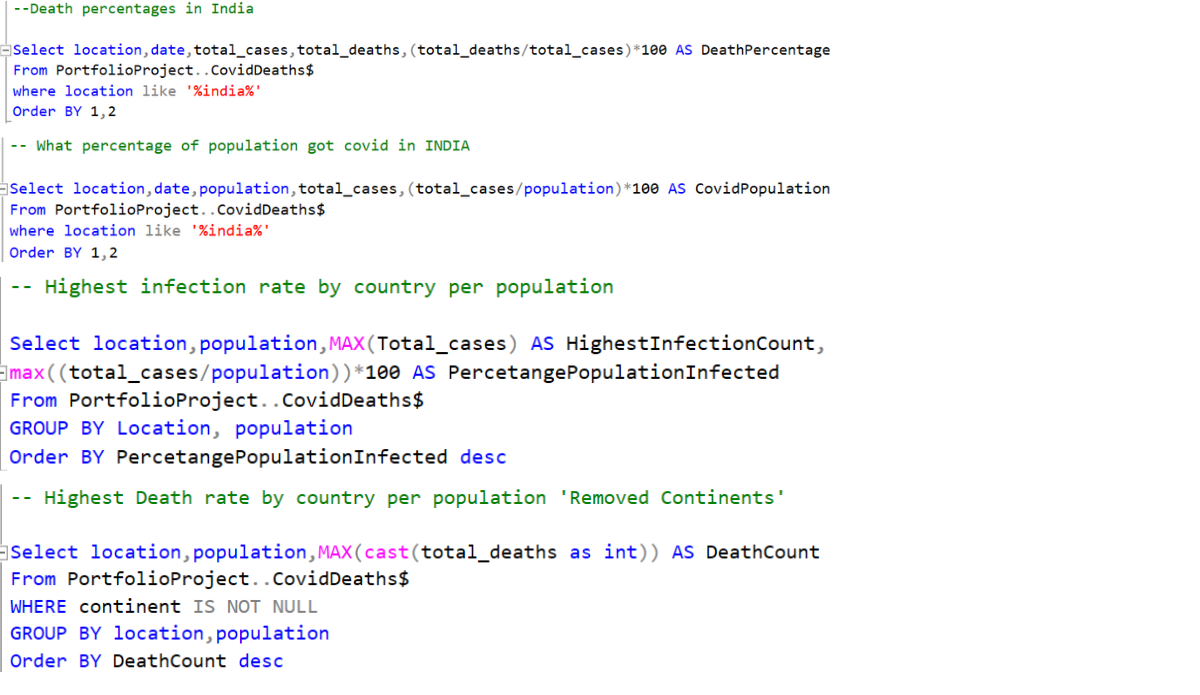 --Death percentages in India
Select location,date,total_cases,total_deaths,(total_deaths/total_cases)*100 AS DeathPercentage
From PortfolioProject..CovidDeaths$
where location like '%india%'
Order BY 1,2
-- What percentage of population got covid in INDIA
Select location,date,population,total_cases,(total_cases/population)*100 AS CovidPopulation
From PortfolioProject..CovidDeaths$
where location like '%india%'
Order BY 1,2
-- Highest infection rate by country per population
Select location,population,MAX(Total_cases) AS HighestInfectionCount,
max((total_cases/population))*100 AS PercetangePopulationInfected
From PortfolioProject..CovidDeaths$
GROUP BY Location, population
Order BY PercetangePopulationInfected desc
-- Highest Death rate by country per population 'Removed Continents'
Select location,population,MAX(cast(total_deaths as int)) AS DeathCount
From PortfolioProject..CovidDeaths$
WHERE continent IS NOT NULL
GROUP BY location,population
Order BY DeathCount desc